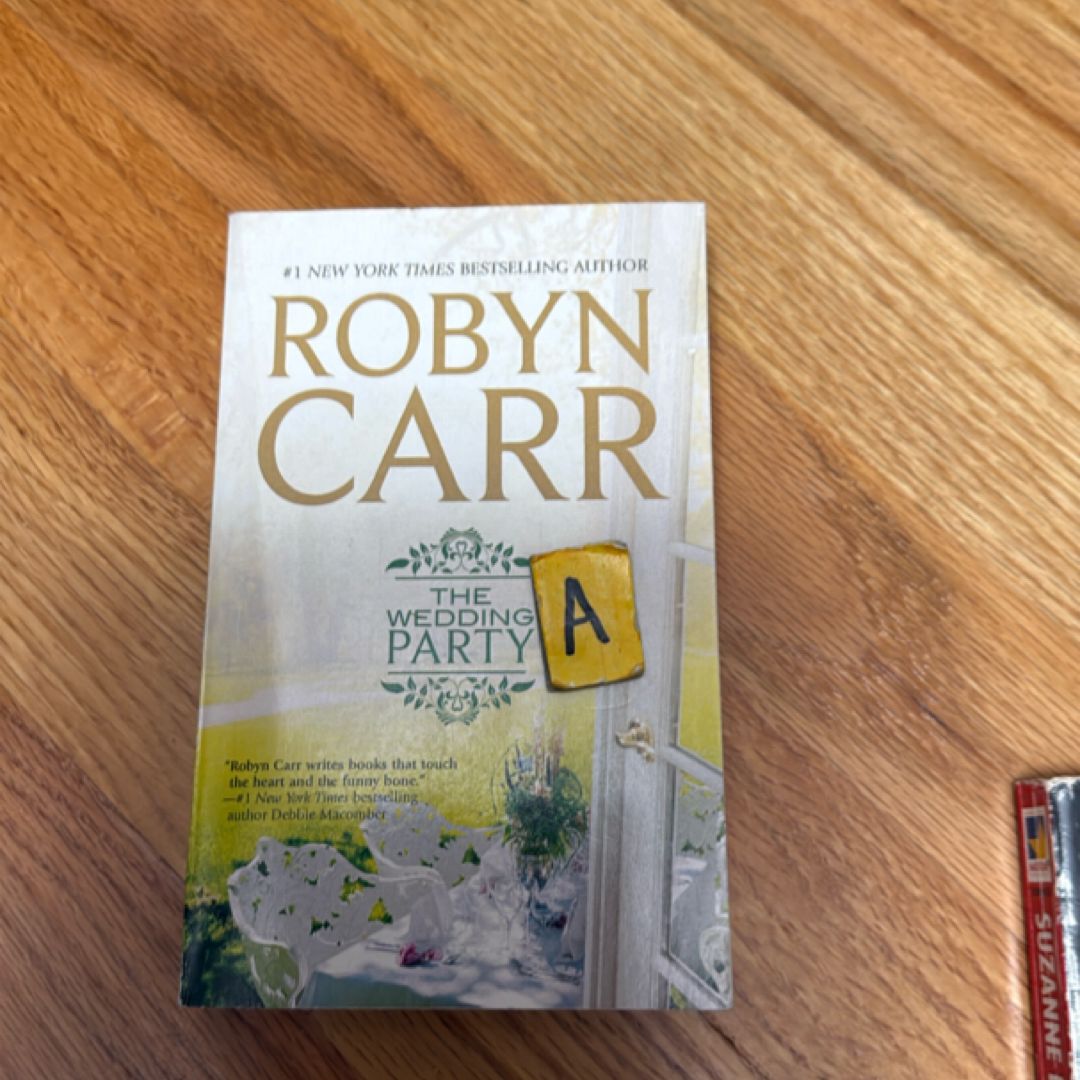 #1 NEW YORK TIMES BESTSELLING AUTHOR
ROBYN
CARR
THE
WEDDING
PARTY
A
"Robyn Carr writes books that touch
the heart and the funny bone."
—#1 New York Times bestselling
author Debbie Macomber
SUZANNE